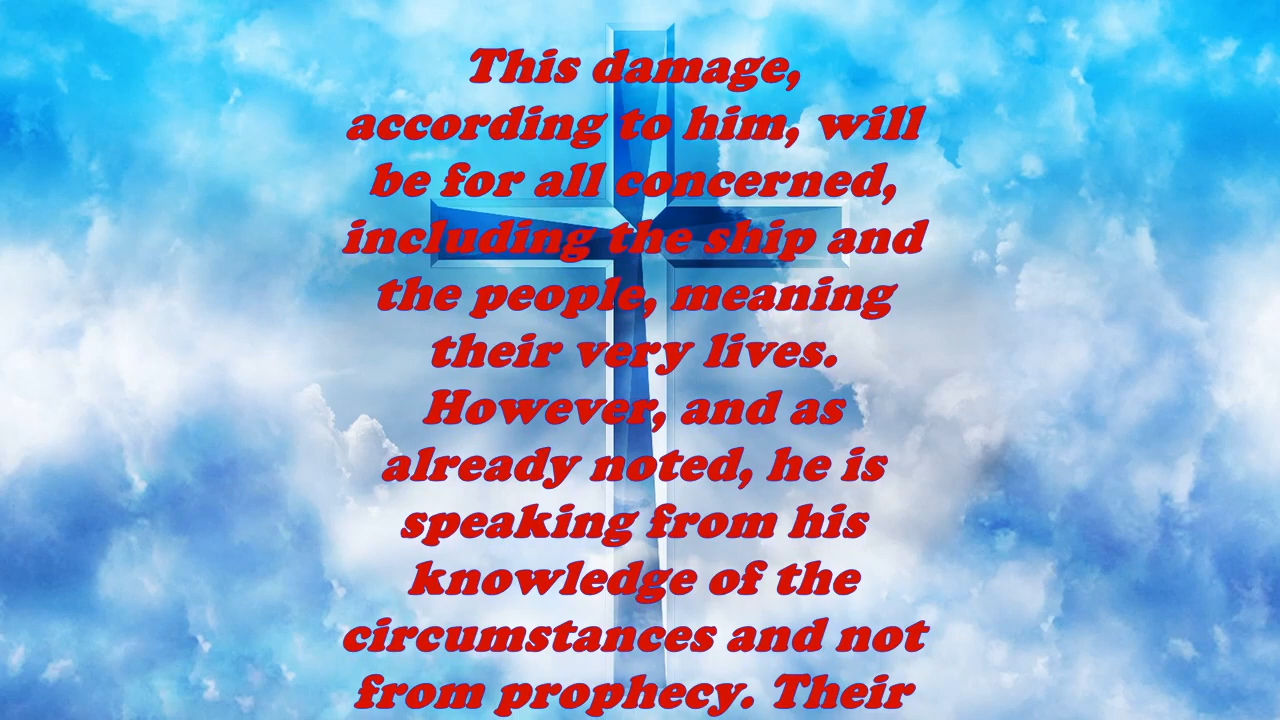 This damage,
according to him, will
be for all concerned,
including the ship and
the people, meaning
their very lives.
However, and as
already noted, he is
speaking from his
knowledge of the
circumstances and not
from prophecy. Their